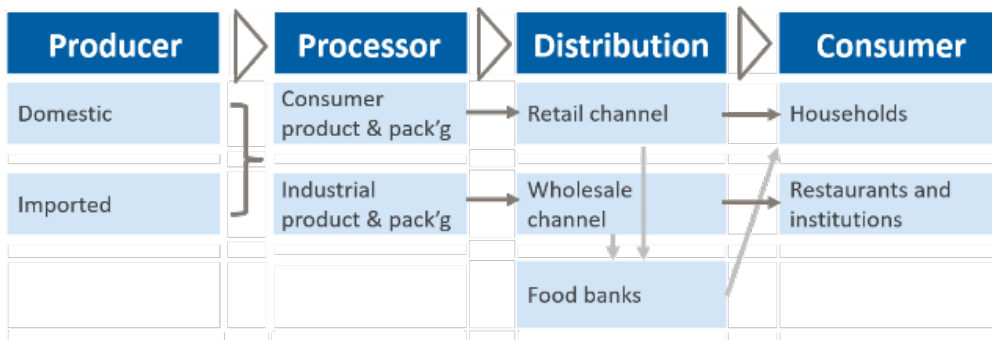 Producer
Processor
Distribution
Consumer
Domestic
Consumer
product & pack'g
Retail channel
Households
Imported
Industrial
product & pack'g
Wholesale
channel
Restaurants and
institutions
Food banks